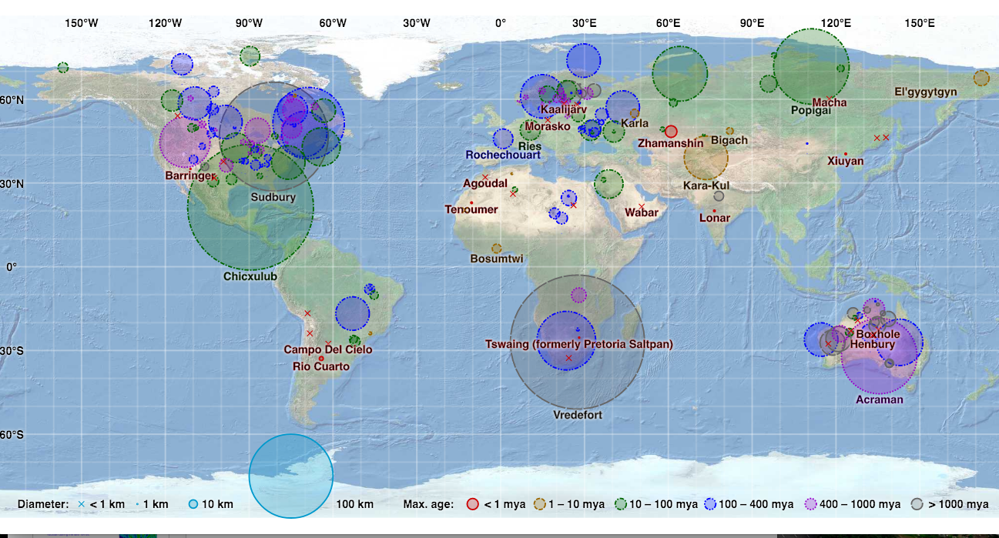 150°W 120°W 90°W 60°W 30°W 0° 30°E 60°E 90°E 120°E 150°E
60°N
El'gygytgyn
Macha
Popigai
Kaalijärv
Karla
Morasko
Zhamanshin
Bigach
Ries
Rochechouart
Xiuyan
Barringer
30°N
Agoudal
Kara-Kul
Sudbury
Tenoumer
Wabar
Lonar
Bosumtwi
0°
Chicxulub
Boxhole
Tswaing (formerly Pretoria Saltpan)
Henbury
30°S
Campo Del Cielo
Rio Cuarto
Acraman
Vredefort
60°S
Diameter: < 1 km 1 km 10 km 100 km Max. age: < 1 mya 1 – 10 mya 10 – 100 mya 100 – 400 mya 400 – 1000 mya > 1000 mya